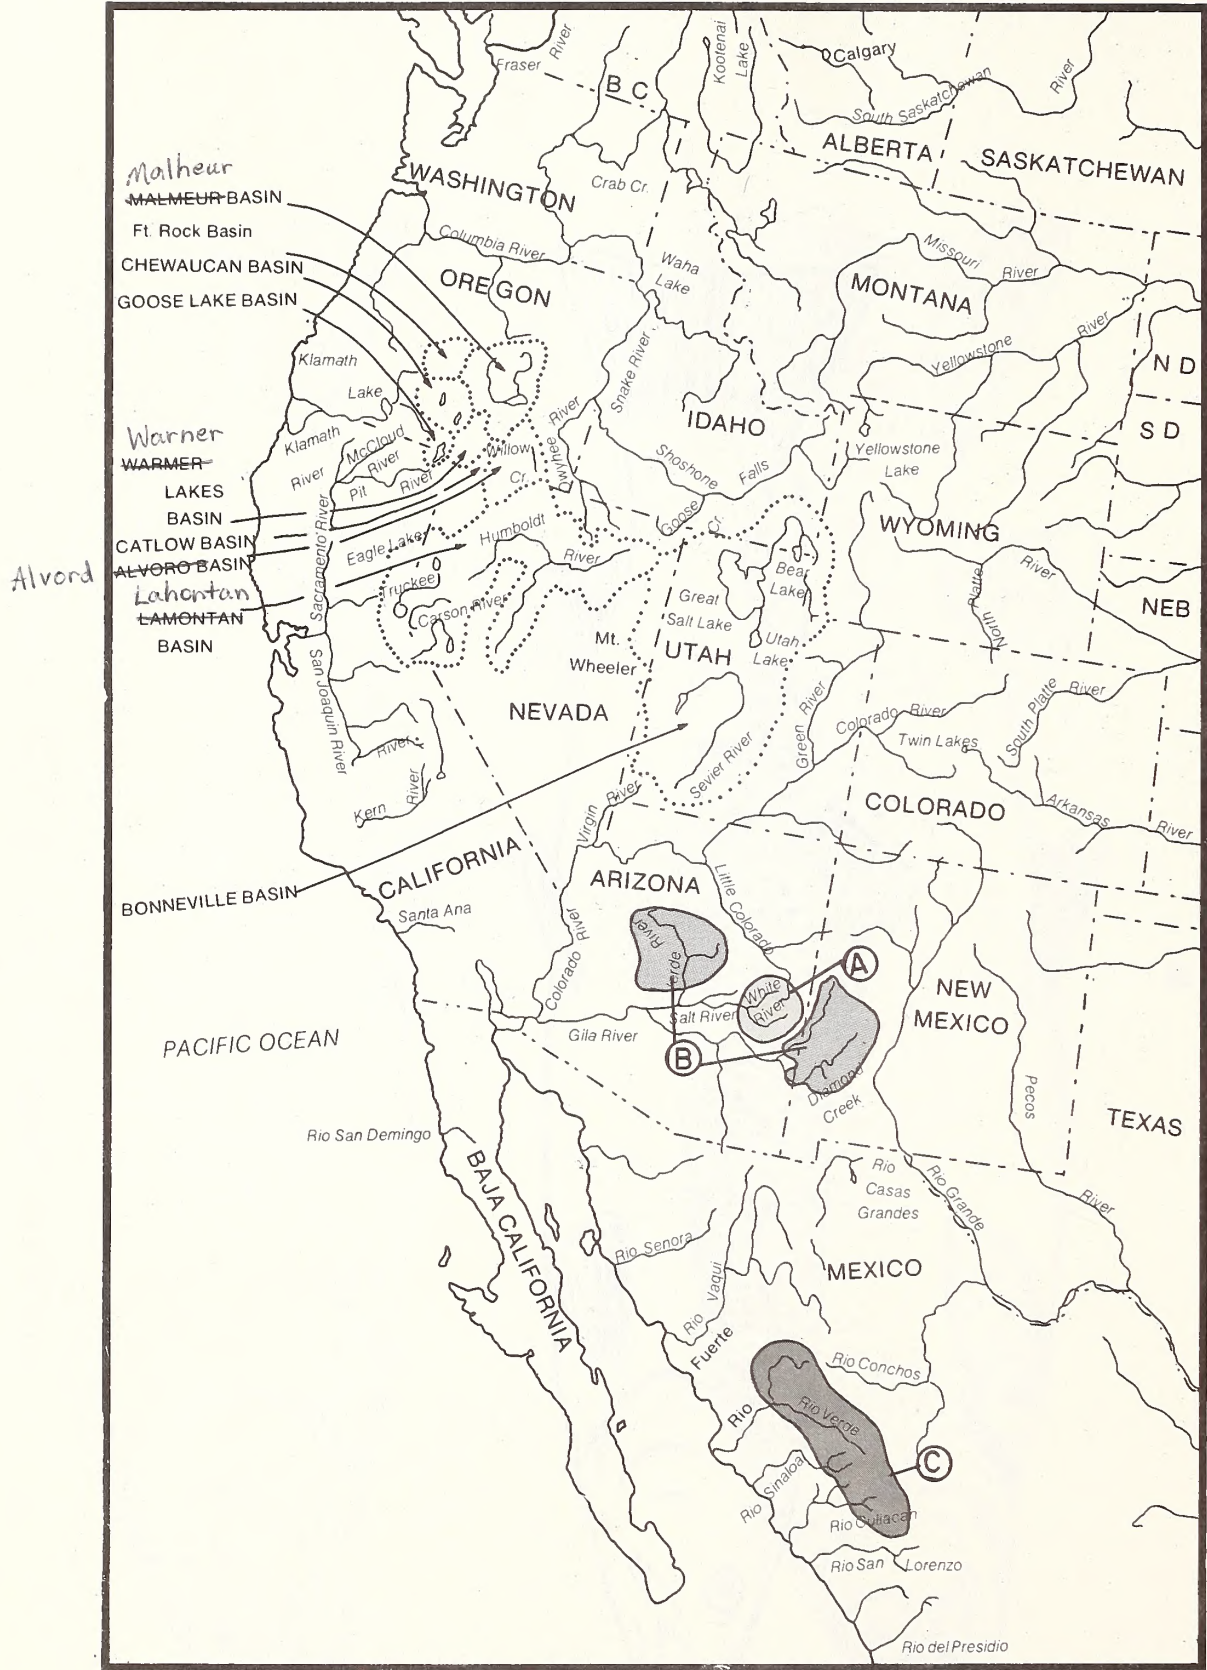 Fraser
River
B C
Kootenai
Lake
Calgary
South Saskatchewan
River
ALBERTA
SASKATCHEWAN
Malheur
MALMEUR BASIN
Ft. Rock Basin
CHEWAUCAN BASIN
GOOSE LAKE BASIN
WASHINGTON
Crab Cr.
Columbia River
OREGON
Waha
Lake
Missouri
River
MONTANA
Yellowstone
River
N D
S D
Klamath
Lake
Snake River
IDAHO
Yellowstone
Lake
Klamath
River
McCloud
River
Pit
River
Willow
Cr.
Owyhee
River
Shoshone
Falls
Goose
Cr.
Warner
WARMER
LAKES
BASIN
CATLOW BASIN
Alvord
ALVORO BASIN
Lahontan
LAMONTAN
BASIN
Sacramento River
Eagle Lake
Humboldt
River
Truckee
Carson River
WYOMING
North Platte
River
NEB
Bear
Lake
Great
Salt Lake
Utah
Lake
Mt.
Wheeler
UTAH
San Joaquin River
NEVADA
River
Kern
River
Sevier River
Green River
Colorado River
Twin Lakes
South Platte
River
COLORADO
Arkansas
River
Virgin
River
BONNEVILLE BASIN
CALIFORNIA
Santa Ana
ARIZONA
Little Colorado
Colorado River
River
Verde
A
White
River
Salt River
Gila River
B
Diamond
Creek
NEW
MEXICO
Pecos
TEXAS
PACIFIC OCEAN
Rio San Demingo
BAJA CALIFORNIA
Rio
Casas
Grandes
Rio Grande
River
Rio Senora
Rio
Vaqui
MEXICO
Fuerte
Rio
Rio Conchos
Rio Verde
C
Rio Sinaloa
Rio Culiacan
Rio San Lorenzo
Rio del Presidio